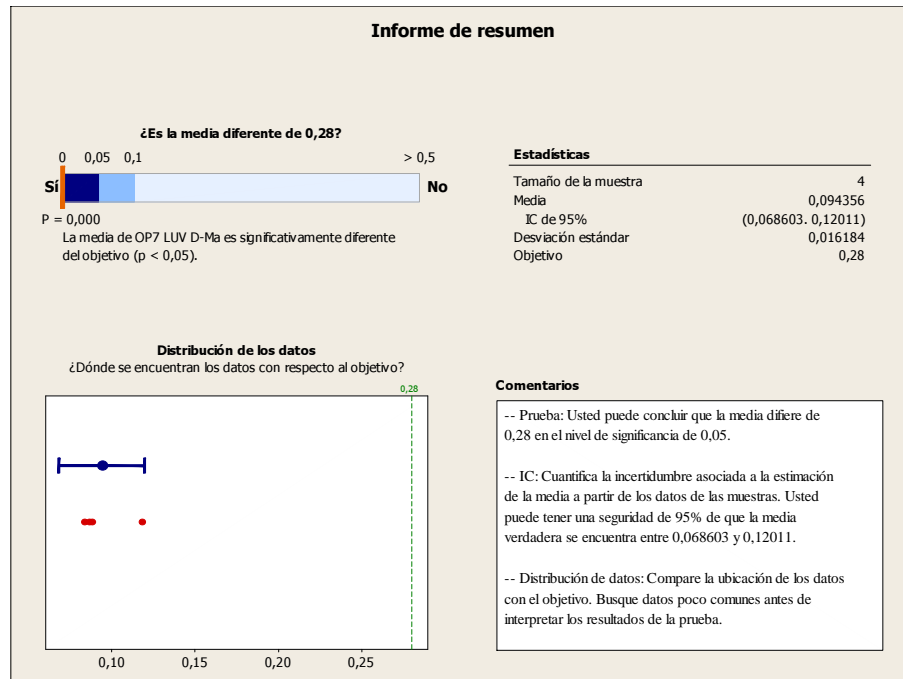 Informe de resumen
¿Es la media diferente de 0,28?
0 0,05 0,1 > 0,5
Sí No
P = 0,000
La media de OP7 LUV D-Ma es significativamente diferente
del objetivo (p < 0,05).
Estadísticas
Tamaño de la muestra 4
Media 0,094356
IC de 95% (0,068603. 0,12011)
Desviación estándar 0,016184
Objetivo 0,28
Distribución de los datos
¿Dónde se encuentran los datos con respecto al objetivo?
0,28
0,10 0,15 0,20 0,25
Comentarios
-- Prueba: Usted puede concluir que la media difiere de
0,28 en el nivel de significancia de 0,05.
-- IC: Cuantifica la incertidumbre asociada a la estimación
de la media a partir de los datos de las muestras. Usted
puede tener una seguridad de 95% de que la media
verdadera se encuentra entre 0,068603 y 0,12011.
-- Distribución de datos: Compare la ubicación de los datos
con el objetivo. Busque datos poco comunes antes de
interpretar los resultados de la prueba.